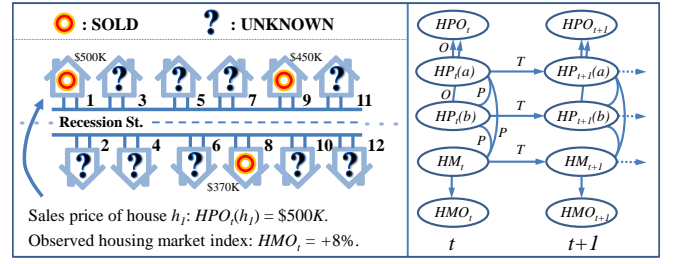 : SOLD
? : UNKNOWN
$500K
$450K
? ? ? ?
1 3 5 7 9 11
Recession St.
2 4 6 8 10 12
? ? ? ? ?
$370K
Sales price of house h₁: HPOₜ(h₁) = $500K.
Observed housing market index: HMOₜ = +8%.
HPOₜ HPOₜ₊₁
O
HPₜ(a) T HPₜ₊₁(a)
O P
HPₜ(b) T HPₜ₊₁(b)
P P
HMₜ T HMₜ₊₁
HMOₜ HMOₜ₊₁
t t+1